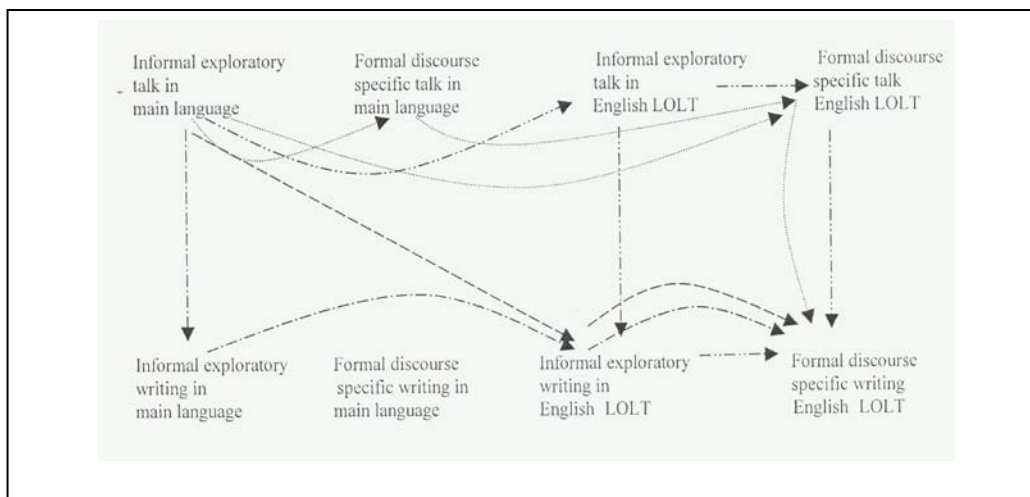 Informal exploratory
talk in
main language
Formal discourse
specific talk in
main language
Informal exploratory
talk in
English LOLT
Formal discourse
specific talk
English LOLT
Informal exploratory
writing in
main language
Formal discourse
specific writing in
main language
Informal exploratory
writing in
English LOLT
Formal discourse
specific writing
English LOLT